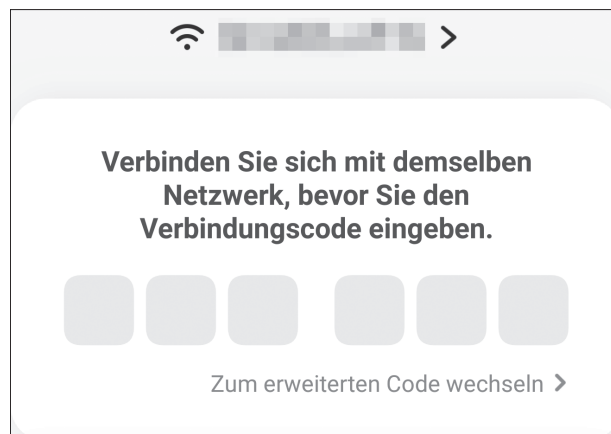 Verbinden Sie sich mit demselben
Netzwerk, bevor Sie den
Verbindungscode eingeben.
Zum erweiterten Code wechseln